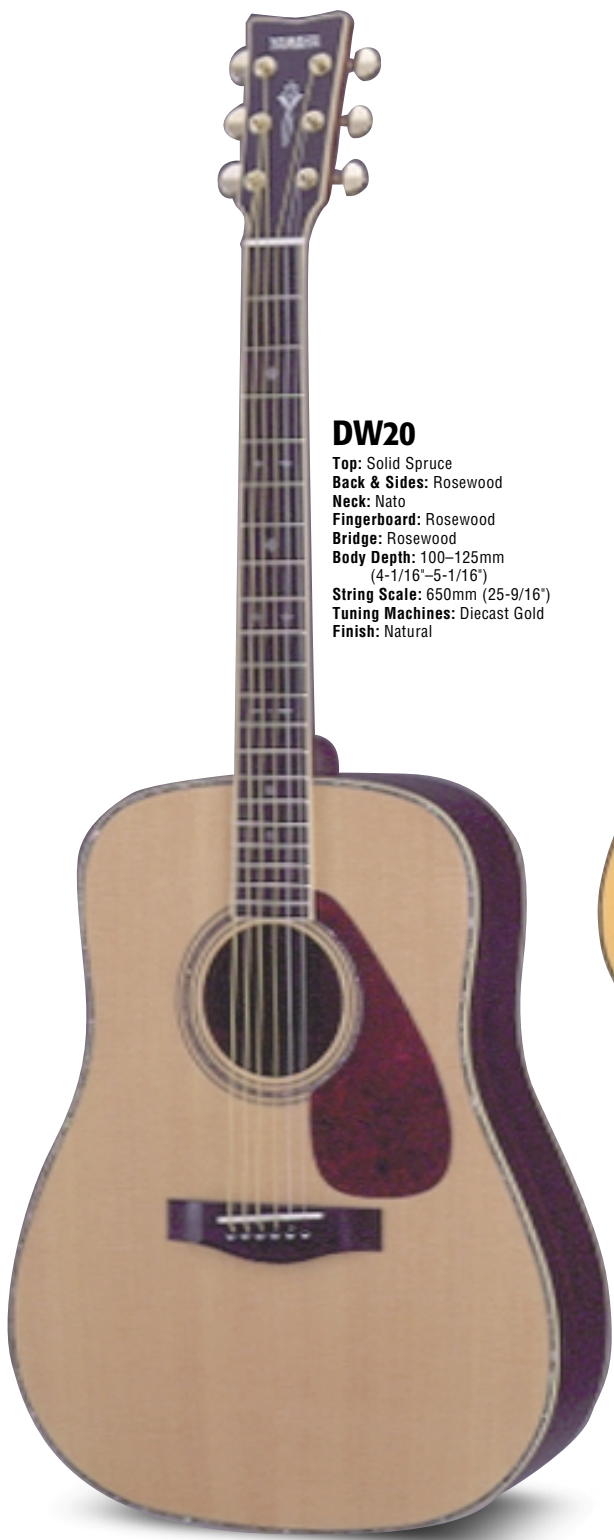 DW20
Top: Solid Spruce
Back & Sides: Rosewood
Neck: Nato
Fingerboard: Rosewood
Bridge: Rosewood
Body Depth: 100–125mm
(4-1/16"–5-1/16")
String Scale: 650mm (25-9/16")
Tuning Machines: Diecast Gold
Finish: Natural